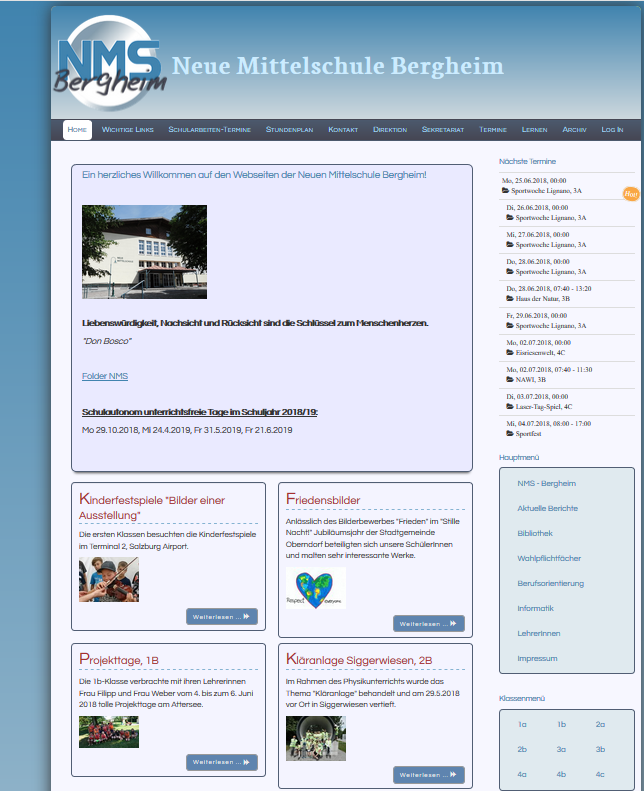 NMS
Bergheim
Neue Mittelschule Bergheim
Home Wichtige Links Schularbeiten-Termine Stundenplan Kontakt Direktion Sekretariat Termine Lernen Archiv Log In
Ein herzliches Willkommen auf den Webseiten der Neuen Mittelschule Bergheim!
Liebenswürdigkeit, Nachsicht und Rücksicht sind die Schlüssel zum Menschenherzen.
"Don Bosco"
Folder NMS
Schulautonom unterrichtsfreie Tage im Schuljahr 2018/19:
Mo 29.10.2018, Mi 24.4.2019, Fr 31.5.2019, Fr 21.6.2019
Kinderfestspiele "Bilder einer
Ausstellung"
Die ersten Klassen besuchten die Kinderfestspiele
im Terminal 2, Salzburg Airport.
Weiterlesen ...
Friedensbilder
Anlässlich des Bilderbewerbes "Frieden" im "Stille
Nacht!" Jubiläumsjahr der Stadtgemeinde
Oberndorf beteiligten sich unsere SchülerInnen
und malten sehr interessante Werke.
Respect everyone
Weiterlesen ...
Projekttage, 1B
Die 1b-Klasse verbrachte mit ihren Lehrerinnen
Frau Filipp und Frau Weber vom 4. bis zum 6. Juni
2018 tolle Projekttage am Attersee.
Weiterlesen ...
Kläranlage Siggerwiesen, 2B
Im Rahmen des Physikunterrichts wurde das
Thema "Kläranlage" behandelt und am 29.5.2018
vor Ort in Siggerwiesen vertieft.
Weiterlesen ...
Nächste Termine
Mo, 25.06.2018, 00:00
Sportwoche Lignano, 3A
Di, 26.06.2018, 00:00
Sportwoche Lignano, 3A
Mi, 27.06.2018, 00:00
Sportwoche Lignano, 3A
Do, 28.06.2018, 00:00
Sportwoche Lignano, 3A
Do, 28.06.2018, 07:40 - 13:20
Haus der Natur, 3B
Fr, 29.06.2018, 00:00
Sportwoche Lignano, 3A
Mo, 02.07.2018, 00:00
Eisriesenwelt, 4C
Mo, 02.07.2018, 07:40 - 11:30
NAWI, 3B
Di, 03.07.2018, 00:00
Laser-Tag-Spiel, 4C
Mi, 04.07.2018, 08:00 - 17:00
Sportfest
Hauptmenü
NMS - Bergheim
Aktuelle Berichte
Bibliothek
Wahlpflichtfächer
Berufsorientierung
Informatik
LehrerInnen
Impressum
Klassenmenü
1a 1b 2a
2b 3a 3b
4a 4b 4c